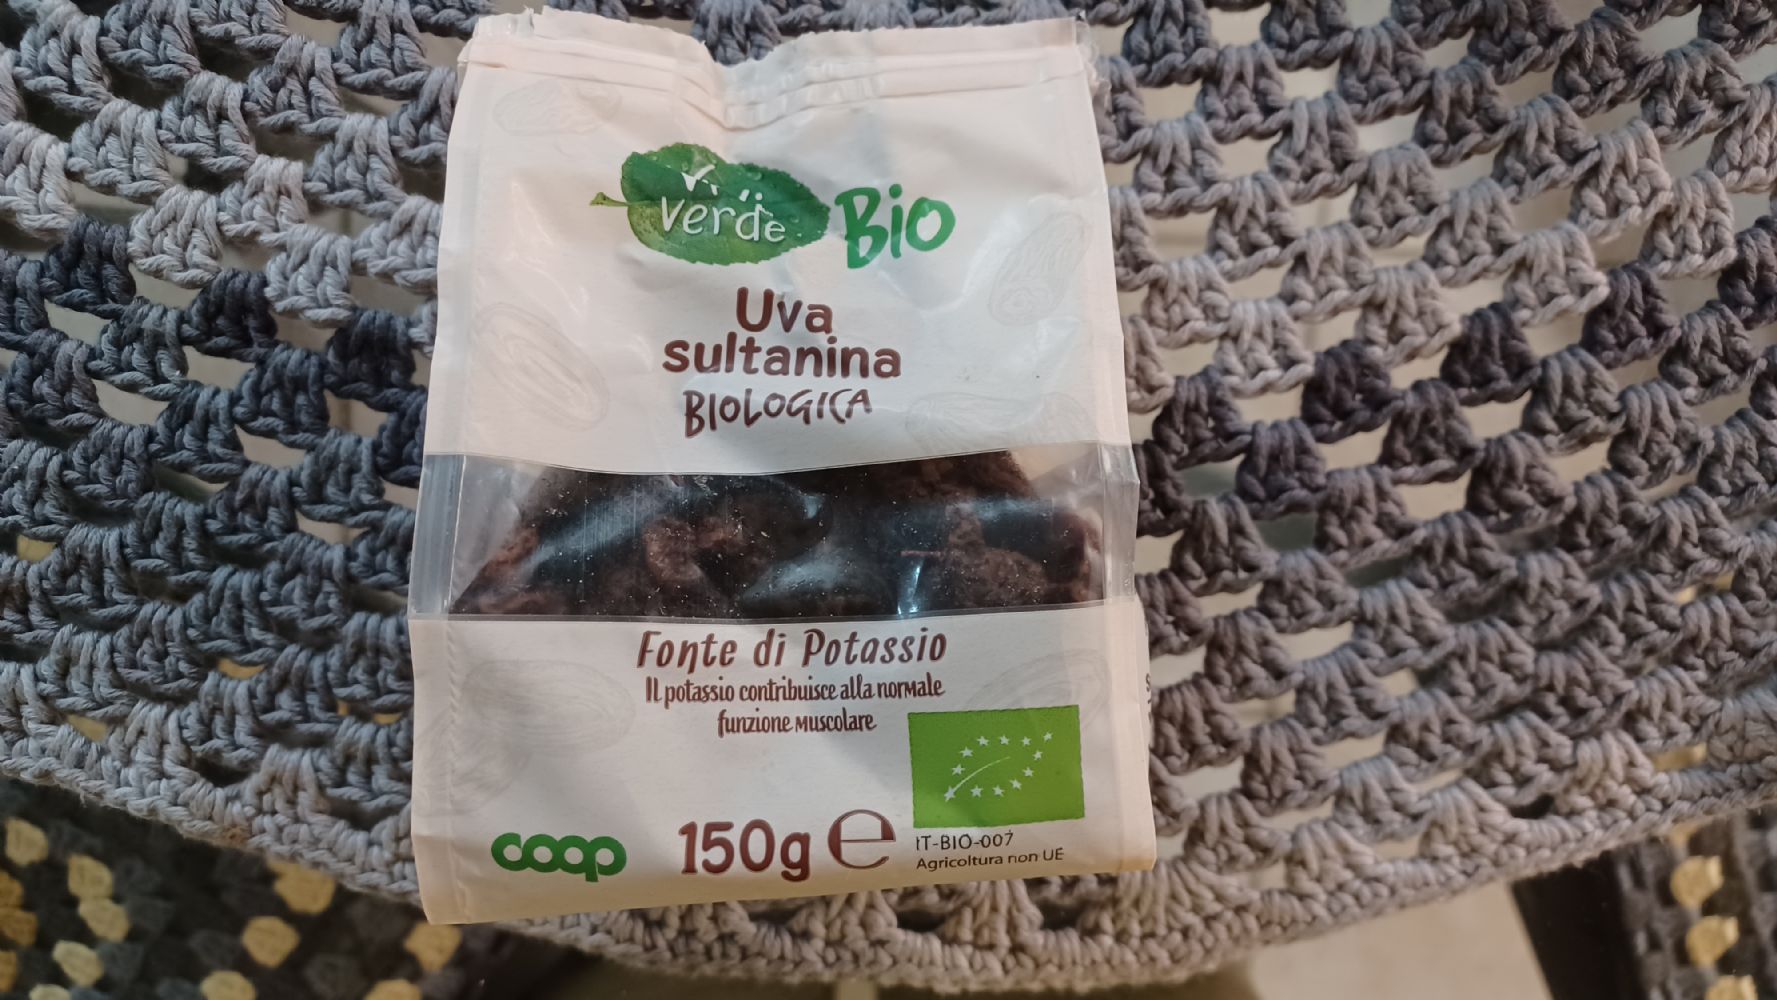 Vivi
verde
Bio
Uva
sultanina
BIOLOGICA
Fonte di Potassio
Il potassio contribuisce alla normale
funzione muscolare
coop
150g e
IT-BIO-007
Agricoltura non UE